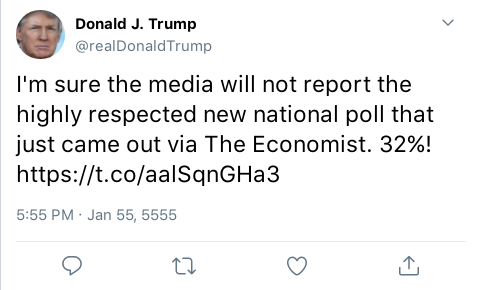 Donald J. Trump
@realDonaldTrump
I'm sure the media will not report the
highly respected new national poll that
just came out via The Economist. 32%!
https://t.co/aalSqnGHa3
5:55 PM · Jan 55, 5555